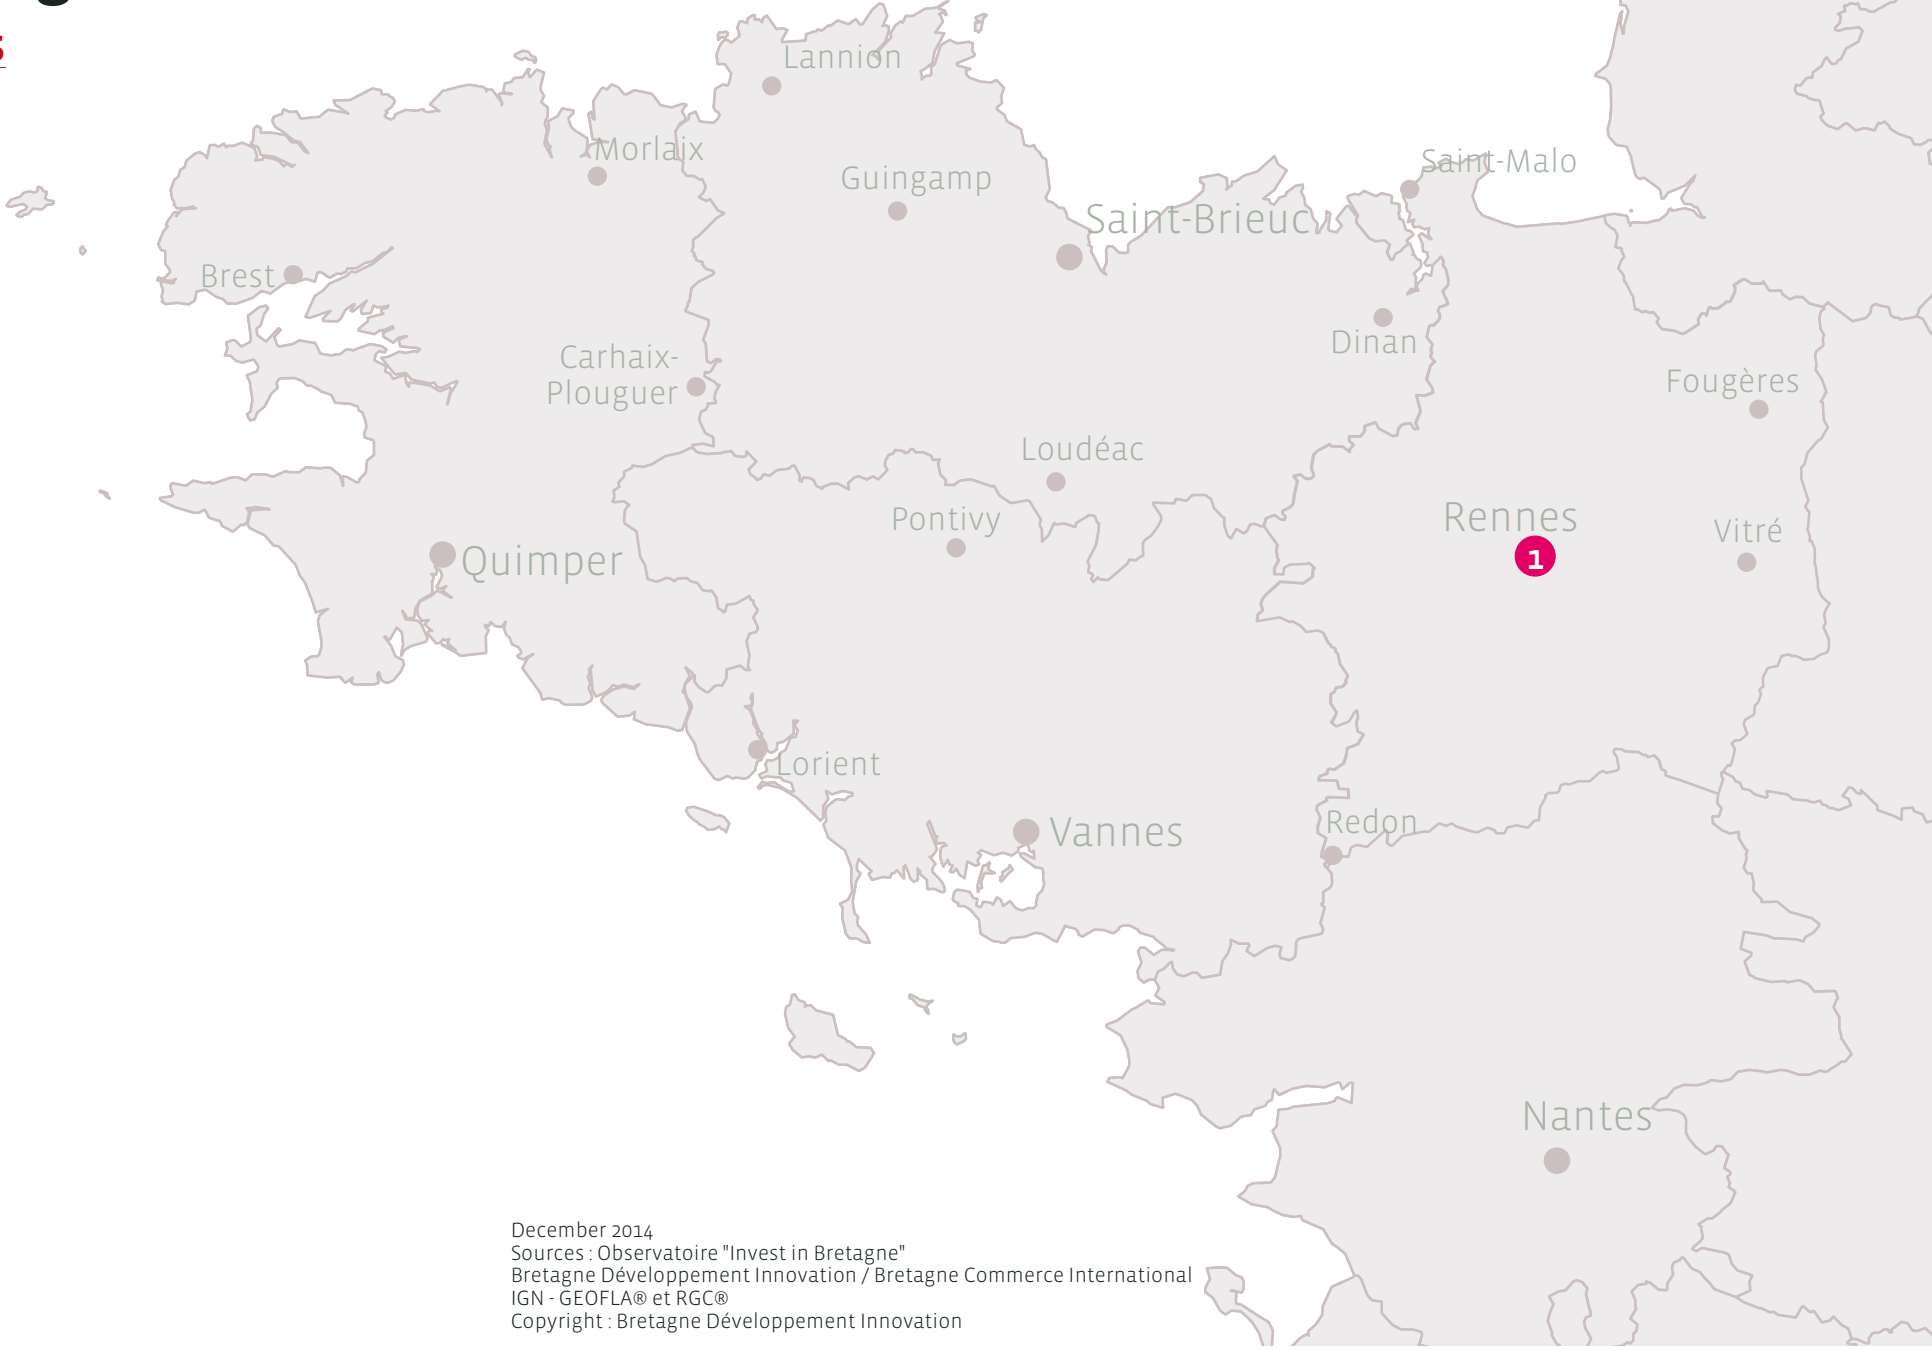 Lannion
Morlaix
Saint-Malo
Guingamp
Saint-Brieuc
Brest
Dinan
Carhaix-
Plouguer
Fougères
Loudéac
Pontivy
Rennes
Vitré
1
Quimper
Lorient
Redon
Vannes
Nantes
December 2014
Sources : Observatoire "Invest in Bretagne"
Bretagne Développement Innovation / Bretagne Commerce International
IGN - GEOFLA® et RGC®
Copyright : Bretagne Développement Innovation